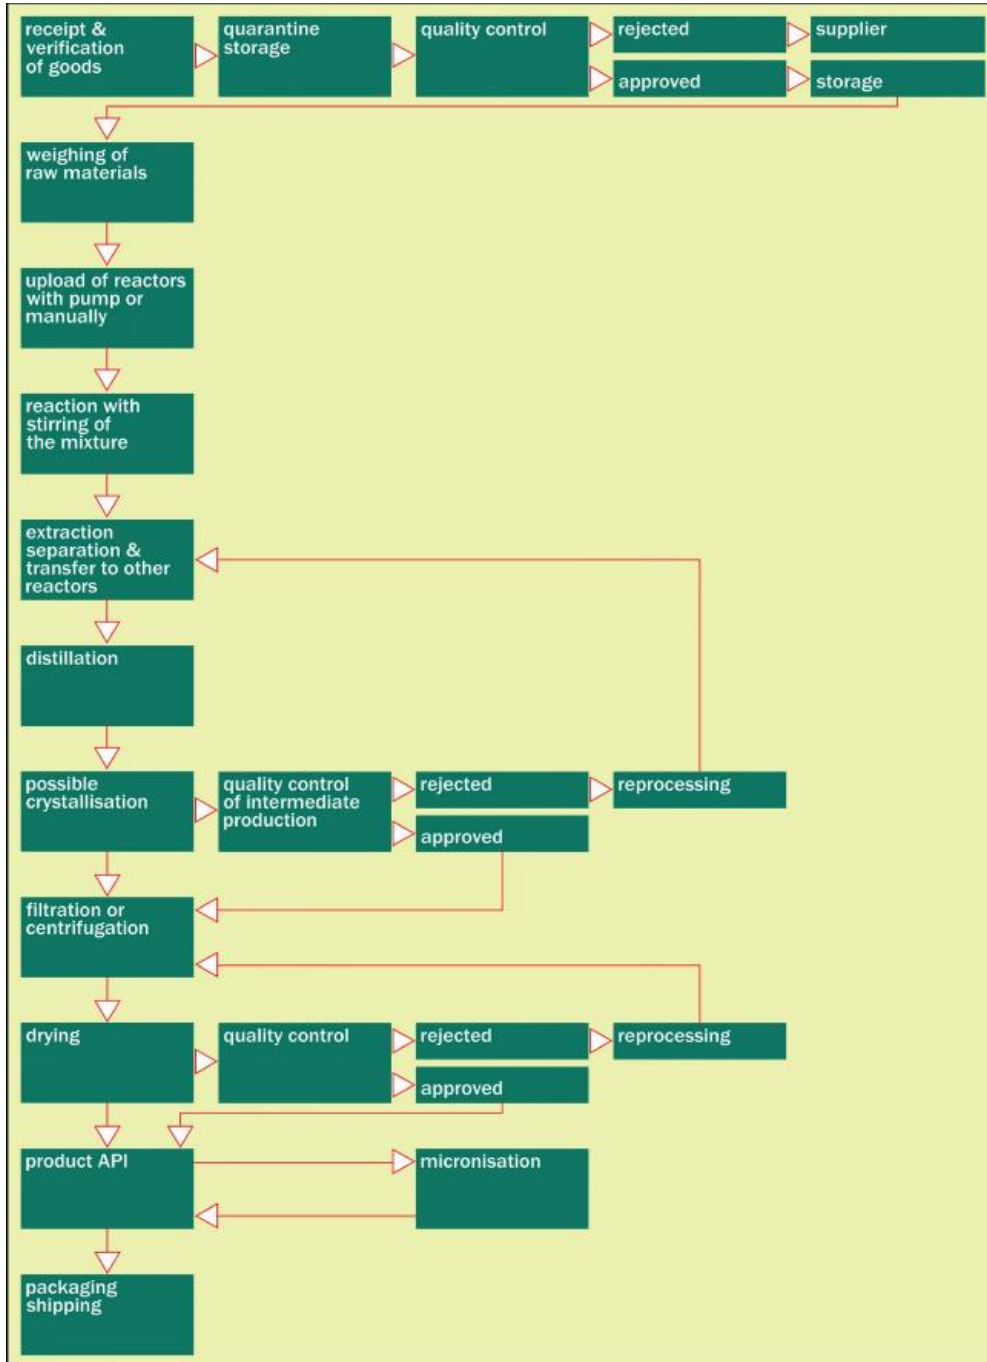 receipt &
verification
of goods
quarantine
storage
quality control
rejected
supplier
approved
storage
weighing of
raw materials
upload of reactors
with pump or
manually
reaction with
stirring of
the mixture
extraction
separation &
transfer to other
reactors
distillation
possible
crystallisation
quality control
of intermediate
production
rejected
reprocessing
approved
filtration or
centrifugation
drying
quality control
rejected
reprocessing
approved
product API
micronisation
packaging
shipping